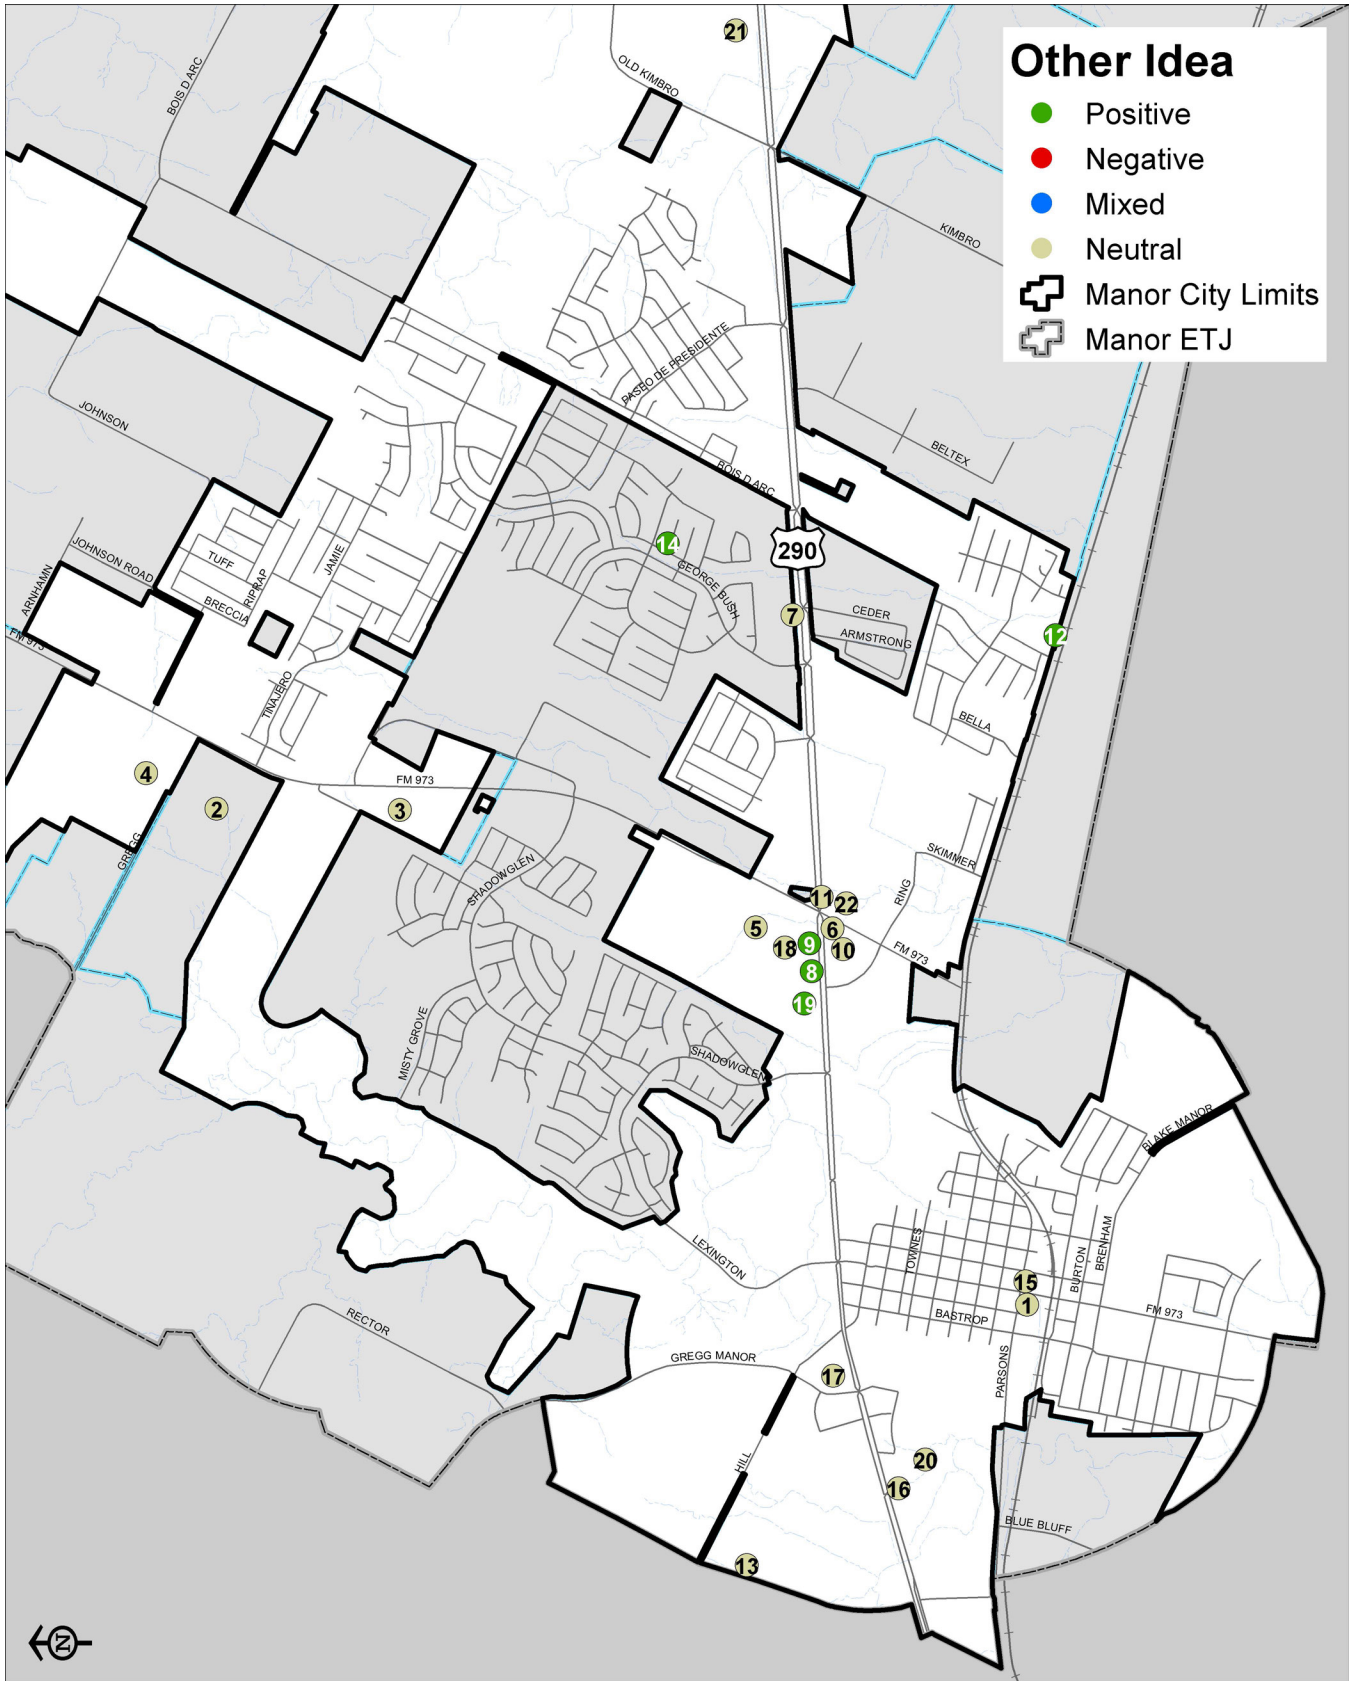 21
OLD KIMBRO
BOIS D ARC
Other Idea
Positive
Negative
Mixed
Neutral
Manor City Limits
Manor ETJ
KIMBRO
PASEO DE PRESIDENTE
JOHNSON
BELTEX
BOIS D ARC
290
14
GEORGE BUSH
JOHNSON ROAD
TUFF
JAMIE
RIPRAP
BRECCIA
ARNHAMN
FM 973
7
CEDER
ARMSTRONG
12
TINAJERO
BELLA
4
2
FM 973
3
GREGG
SHADOWGLEN
SKIMMER
RING
11
22
5
6
18
9
10
FM 973
8
19
MISTY GROVE
SHADOWGLEN
BLAKE MANOR
LEXINGTON
TOWNES
BURTON
BRENHAM
15
1
BASTROP
FM 973
RECTOR
GREGG MANOR
17
PARSONS
HILL
20
16
BLUE BLUFF
13
N